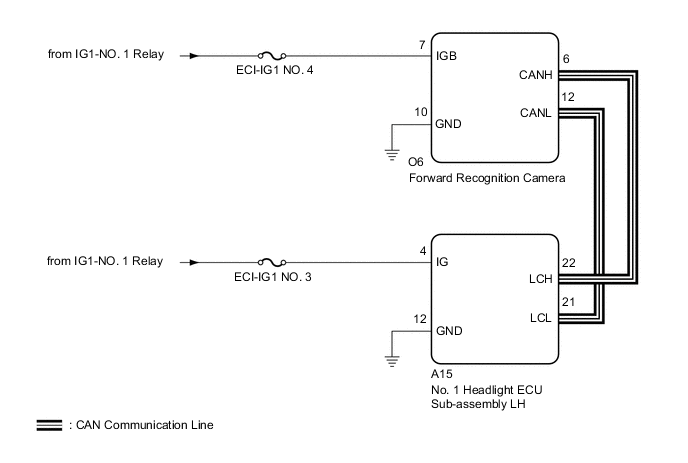 from IG1-NO. 1 Relay
ECI-IG1 NO. 4
7
IGB
6
CANH
12
CANL
10
GND
O6
Forward Recognition Camera
from IG1-NO. 1 Relay
ECI-IG1 NO. 3
4
IG
22
LCH
21
LCL
12
GND
A15
No. 1 Headlight ECU
Sub-assembly LH
: CAN Communication Line